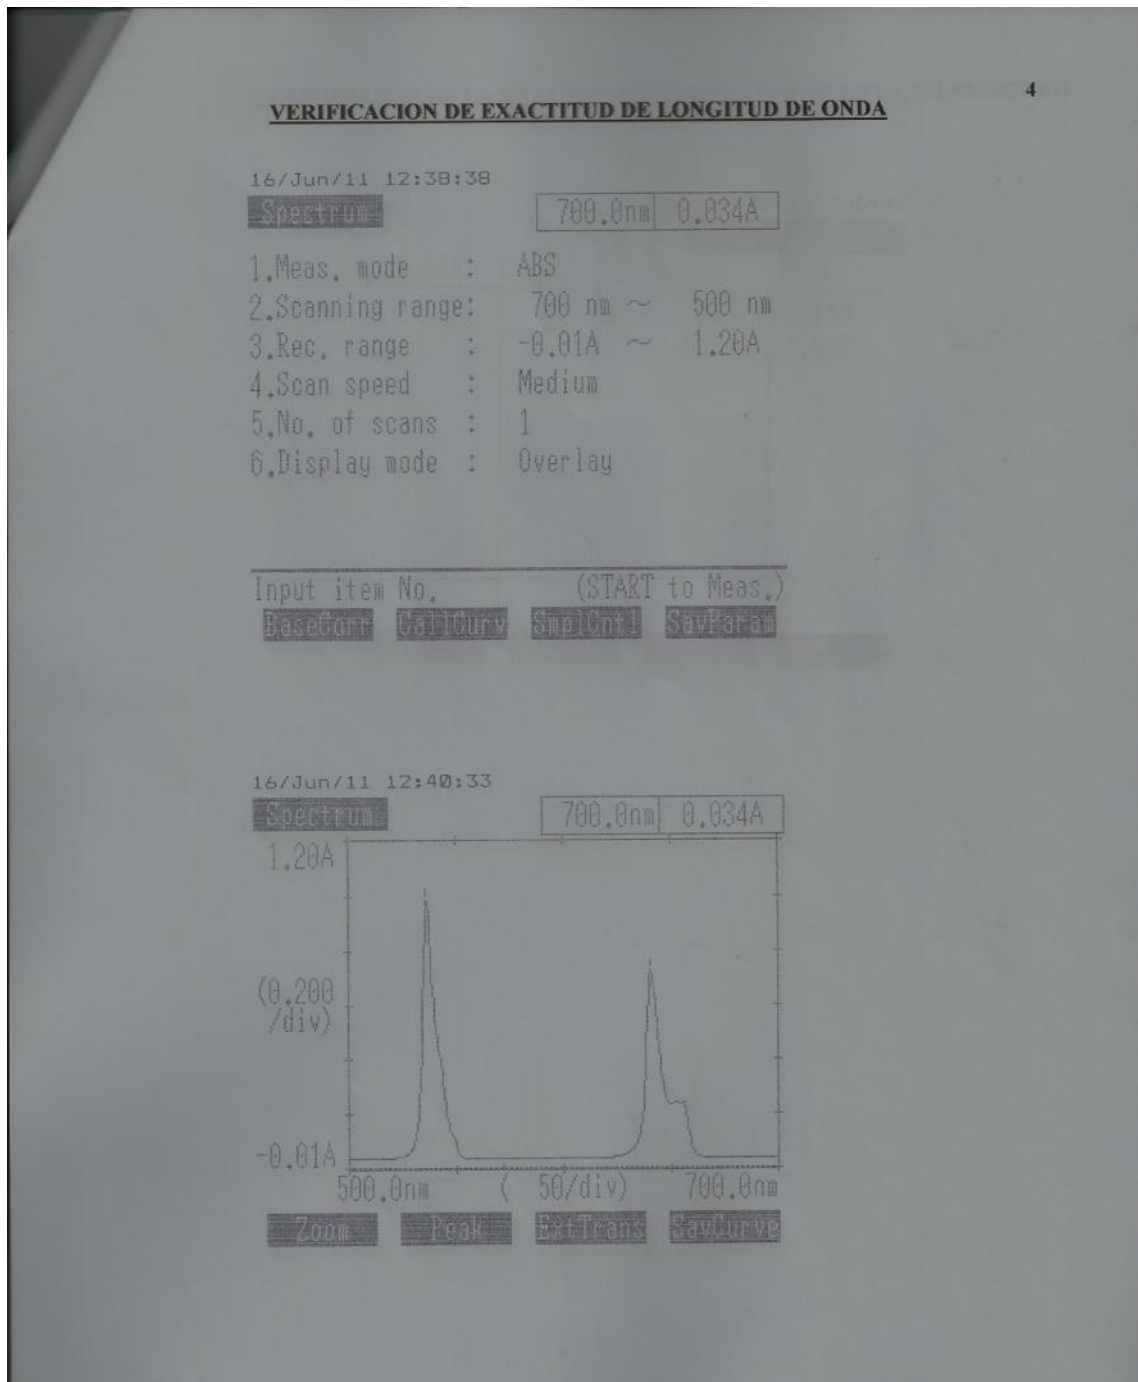 4
VERIFICACION DE EXACTITUD DE LONGITUD DE ONDA
16/Jun/11 12:38:38
Spectrum 700.0nm 0.034A
1.Meas. mode : ABS
2.Scanning range: 700 nm ~ 500 nm
3.Rec. range : -0.01A ~ 1.20A
4.Scan speed : Medium
5.No. of scans : 1
6.Display mode : Overlay
Input item No. (START to Meas.)
BaseCorr CallCurv SmplCntl SavParam
16/Jun/11 12:40:33
Spectrum 700.0nm 0.034A
1.20A
(0.200
/div)
-0.01A
500.0nm ( 50/div) 700.0nm
Zoom Peak ExtTrans SavCurve